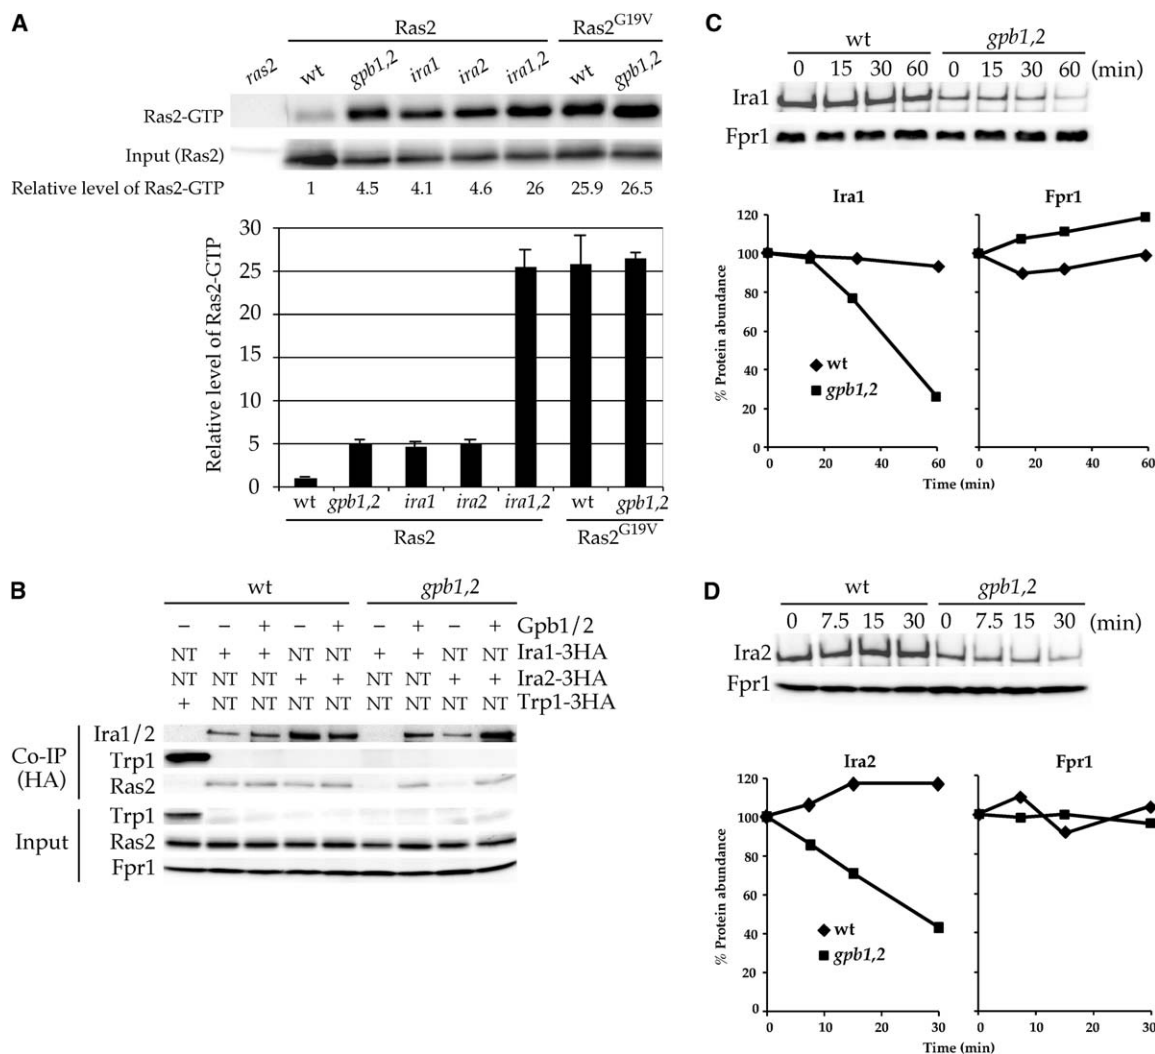 A
Ras2 Ras2G19V
ras2 wt gpb1,2 ira1 ira2 ira1,2 wt gpb1,2
Ras2-GTP
Input (Ras2)
Relative level of Ras2-GTP 1 4.5 4.1 4.6 26 25.9 26.5
Relative level of Ras2-GTP
30
25
20
15
10
5
0
wt gpb1,2 ira1 ira2 ira1,2 wt gpb1,2
Ras2 Ras2G19V
B
wt gpb1,2
– – + – + – + – + Gpb1/2
NT + + NT NT + + NT NT Ira1-3HA
NT NT NT + + NT NT + + Ira2-3HA
+ NT NT NT NT NT NT NT NT Trp1-3HA
Co-IP (HA)
Ira1/2
Trp1
Ras2
Input
Trp1
Ras2
Fpr1
C
wt gpb1,2
0 15 30 60 0 15 30 60 (min)
Ira1
Fpr1
Ira1 Fpr1
% Protein abundance
120
100
80
60
40
20
0
wt
gpb1,2
0 20 40 60 0 20 40 60
Time (min) Time (min)
D
wt gpb1,2
0 7.5 15 30 0 7.5 15 30 (min)
Ira2
Fpr1
Ira2 Fpr1
% Protein abundance
120
100
80
60
40
20
0
wt
gpb1,2
0 10 20 30 0 10 20 30
Time (min) Time (min)